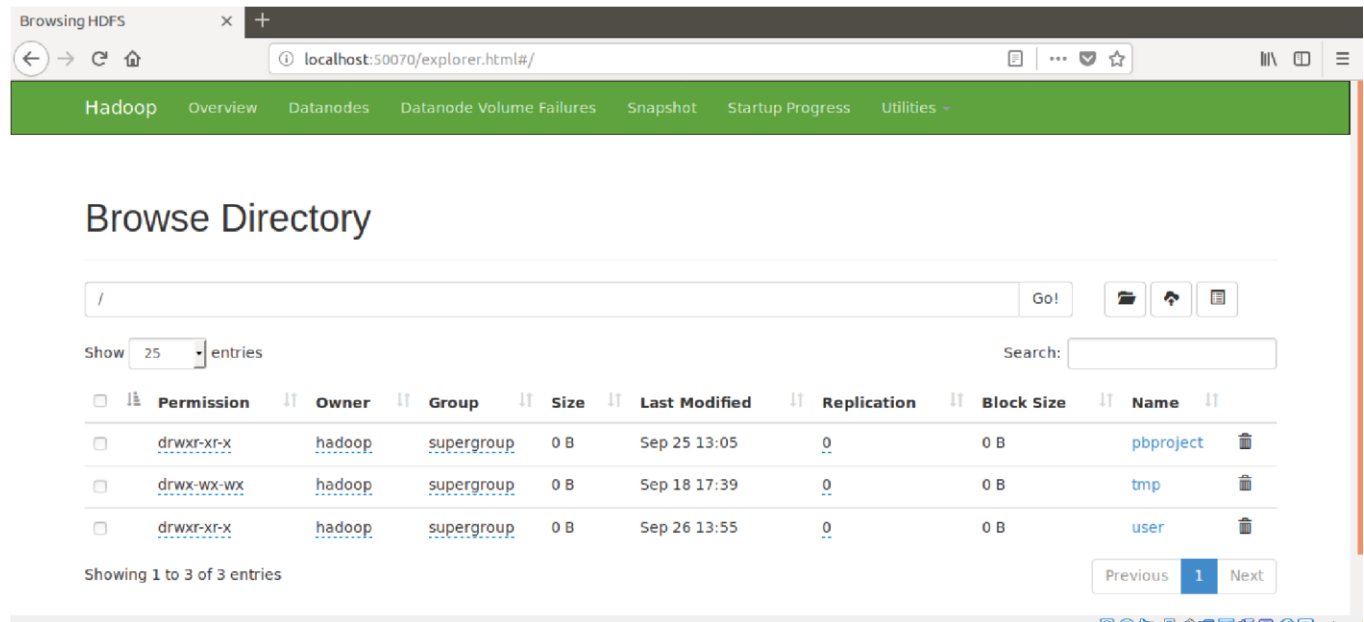 Browsing HDFS
localhost:50070/explorer.html#/
Hadoop Overview Datanodes Datanode Volume Failures Snapshot Startup Progress Utilities
Browse Directory
/ Go!
Show 25 entries Search:
Permission Owner Group Size Last Modified Replication Block Size Name
drwxr-xr-x hadoop supergroup 0 B Sep 25 13:05 0 0 B pbproject
drwx-wx-wx hadoop supergroup 0 B Sep 18 17:39 0 0 B tmp
drwxr-xr-x hadoop supergroup 0 B Sep 26 13:55 0 0 B user
Showing 1 to 3 of 3 entries Previous 1 Next